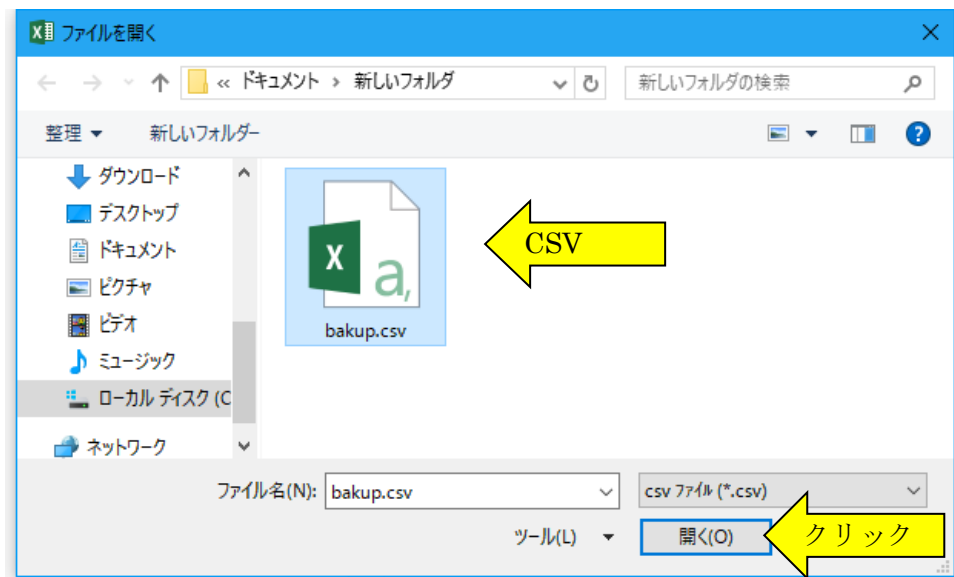 ファイルを開く
« ドキュメント › 新しいフォルダ
新しいフォルダの検索
整理 ▼ 新しいフォルダー
ダウンロード
デスクトップ
ドキュメント
ピクチャ
ビデオ
ミュージック
ローカル ディスク (C
ネットワーク
bakup.csv
CSV
ファイル名(N): bakup.csv
csv ファイル (*.csv)
ツール(L) ▼
開く(O)
クリック